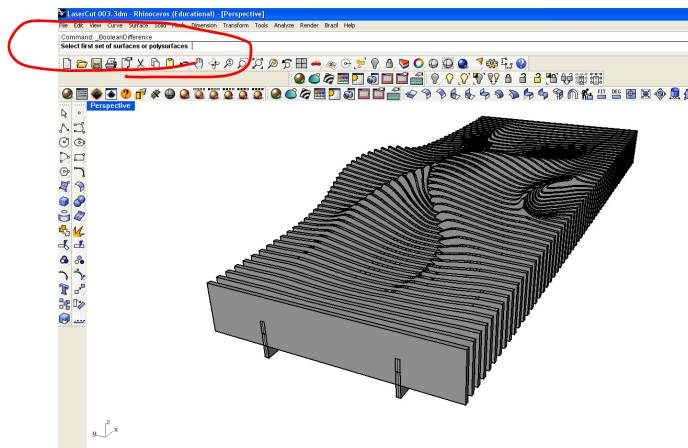 LaserCut 003.3dm - Rhinoceros (Educational) - [Perspective]
File Edit View Curve Surface Solid Mesh Dimension Transform Tools Analyze Render Brazil Help
Command: _BooleanDifference
Select first set of surfaces or polysurfaces:
Perspective
z
y x